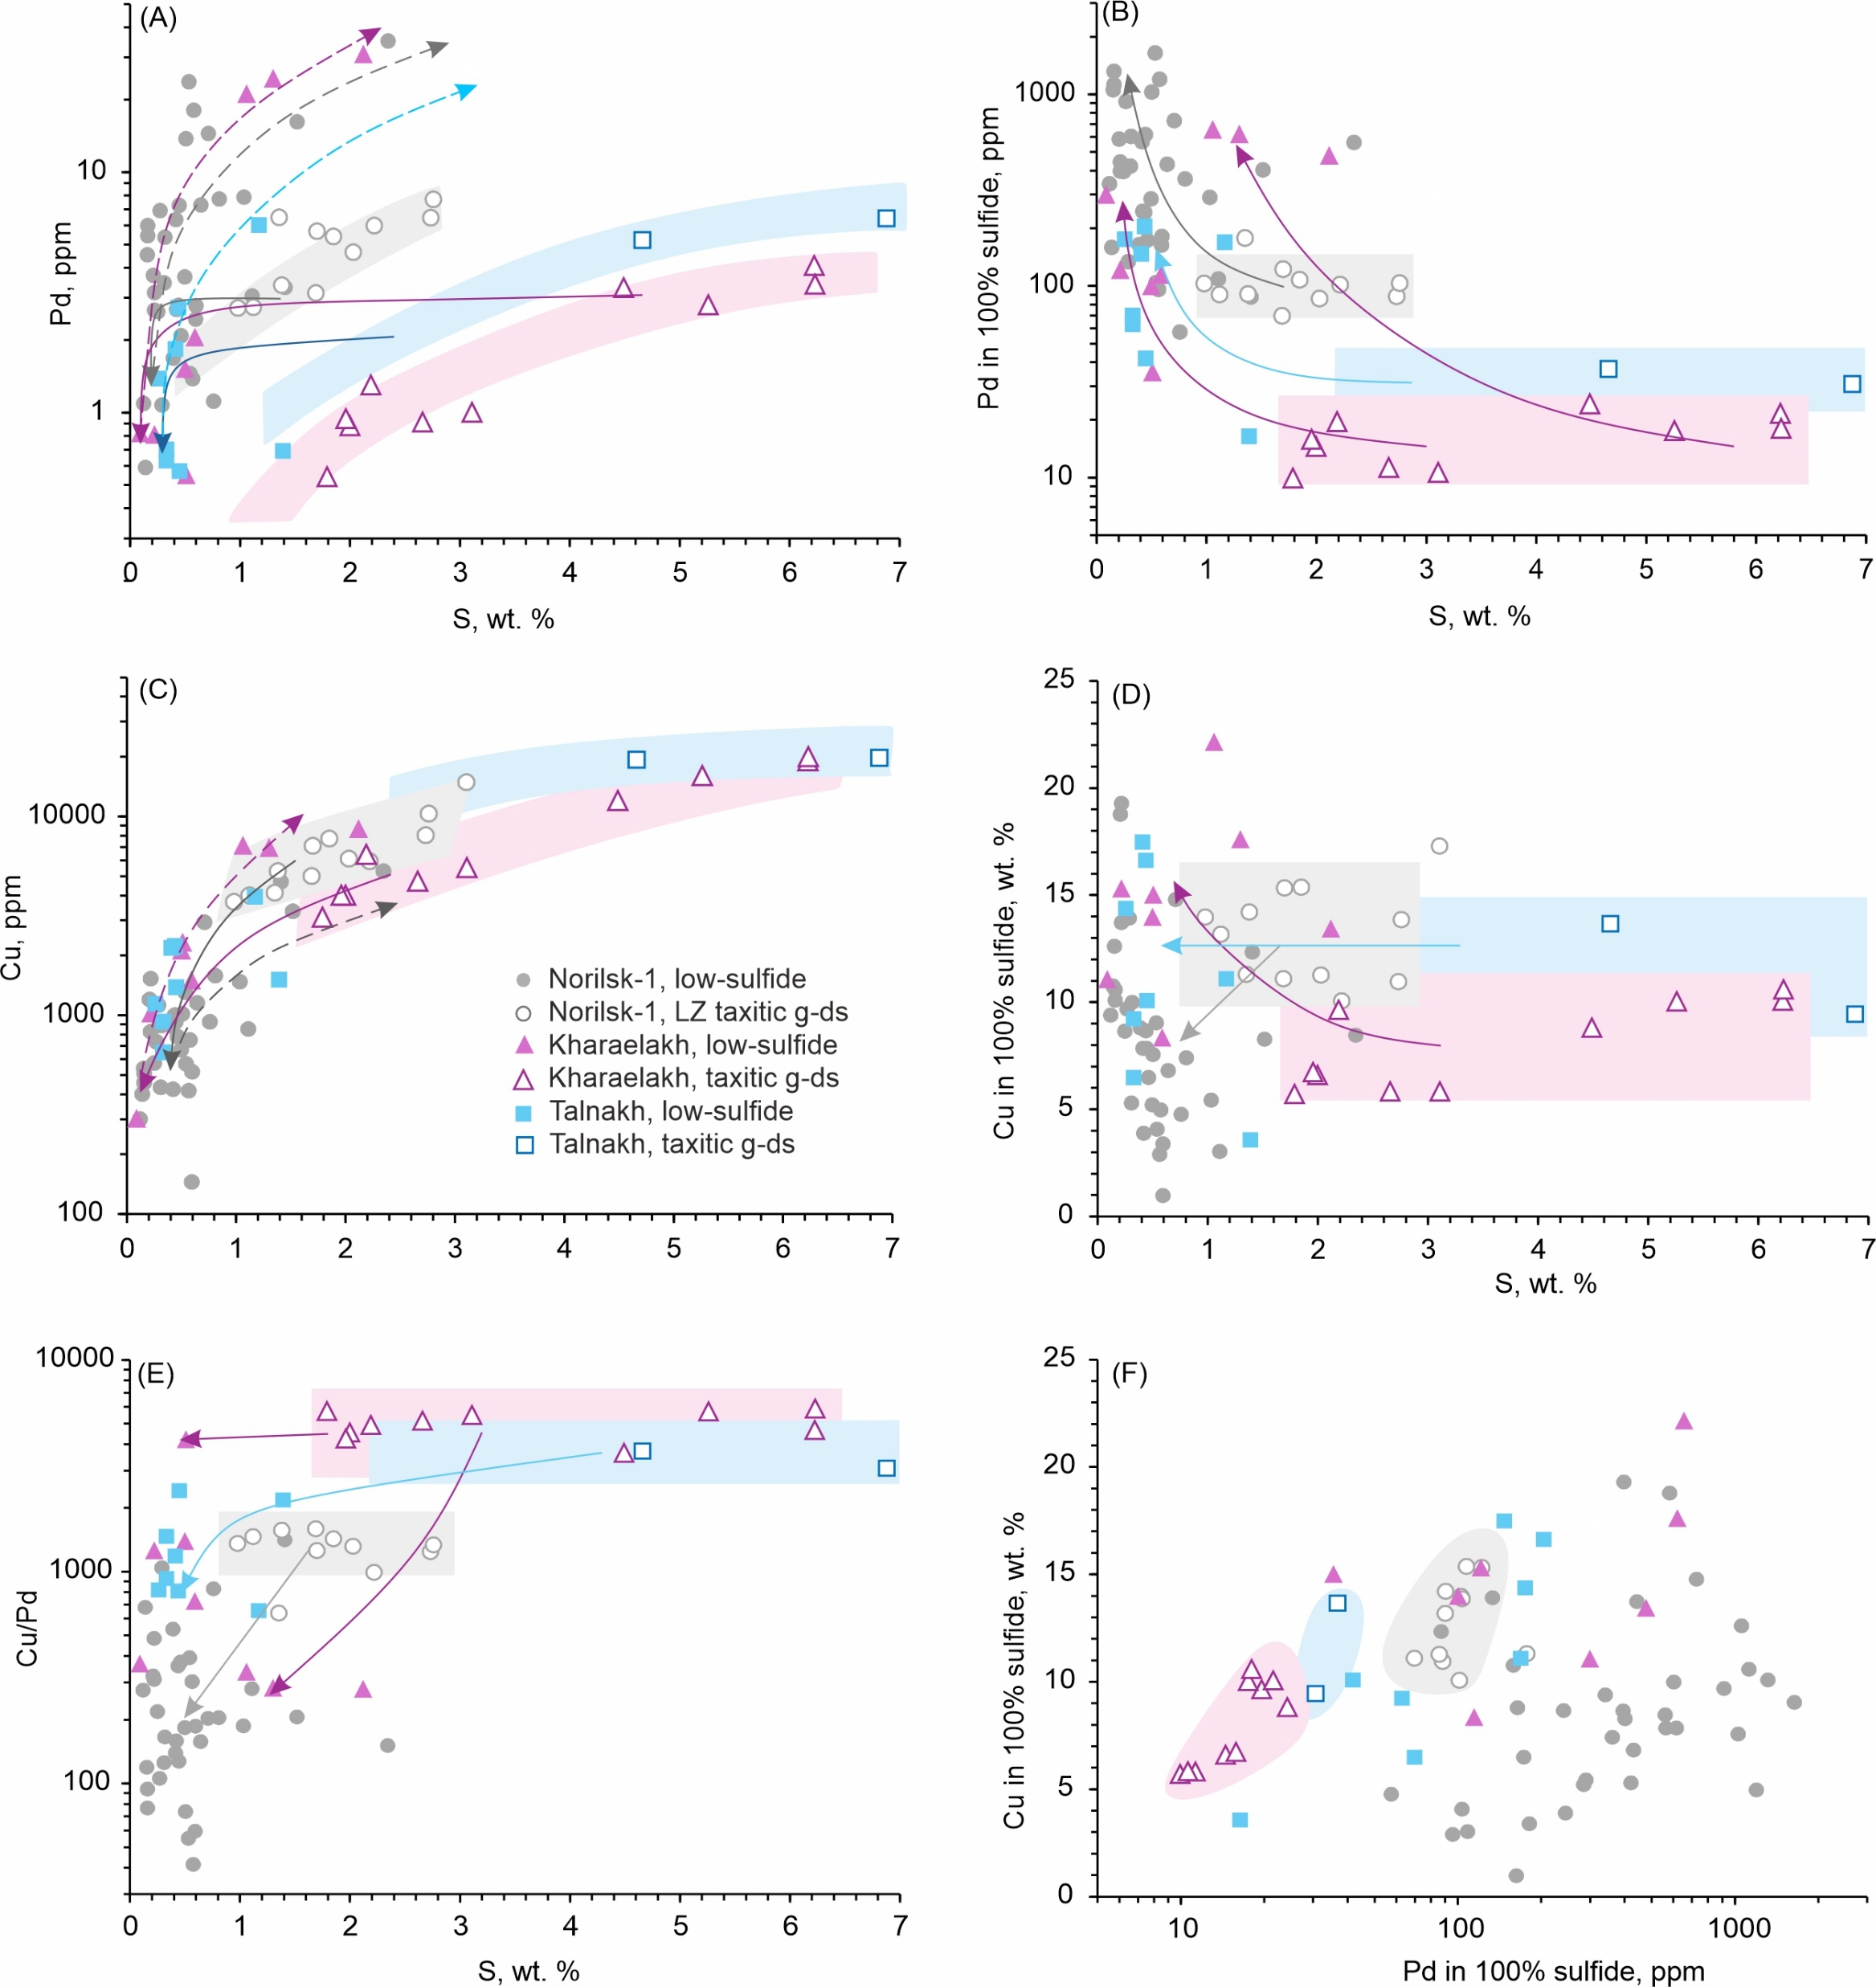 (A)
10
1
Pd, ppm
0 1 2 3 4 5 6 7
S, wt. %
(B)
1000
100
10
Pd in 100% sulfide, ppm
0 1 2 3 4 5 6 7
S, wt. %
(C)
10000
1000
100
Cu, ppm
0 1 2 3 4 5 6 7
Norilsk-1, low-sulfide
Norilsk-1, LZ taxitic g-ds
Kharaelakh, low-sulfide
Kharaelakh, taxitic g-ds
Talnakh, low-sulfide
Talnakh, taxitic g-ds
(D)
25
20
15
10
5
0
Cu in 100% sulfide, wt. %
0 1 2 3 4 5 6 7
S, wt. %
(E)
10000
1000
100
Cu/Pd
0 1 2 3 4 5 6 7
S, wt. %
(F)
25
20
15
10
5
0
Cu in 100% sulfide, wt. %
10 100 1000
Pd in 100% sulfide, ppm